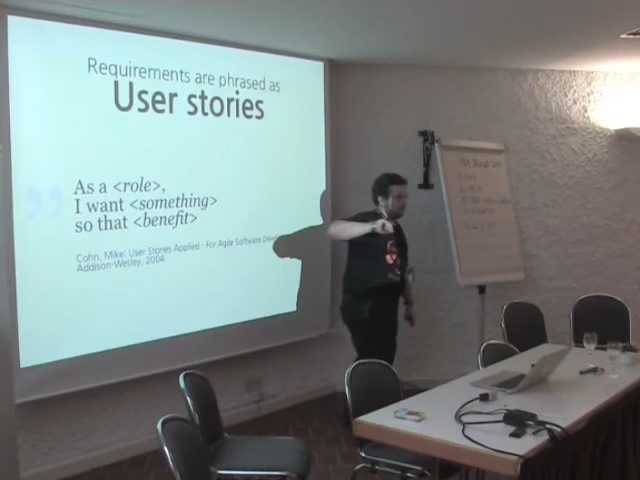 Requirements are phrased as
User stories
”
As a <role>,
I want <something>
so that <benefit>
Cohn, Mike: User Stories Applied - For Agile Software
Addison-Wesley, 2004